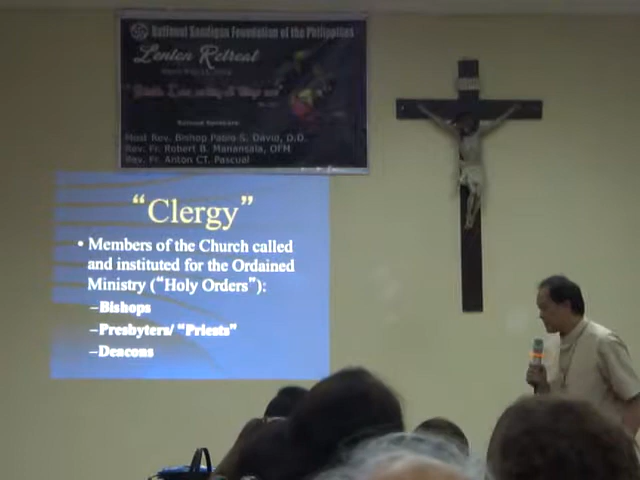 National Sandigan Foundation of the Philippines
Lenten Retreat
Most Rev. Bishop Pablo S. David, D.D.
Rev. Fr. Robert B. Manansala, OFM
Rev. Fr. Anton CT. Pascual
“Clergy”
• Members of the Church called
and instituted for the Ordained
Ministry (“Holy Orders”):
–Bishops
–Presbyters/ “Priests”
–Deacons